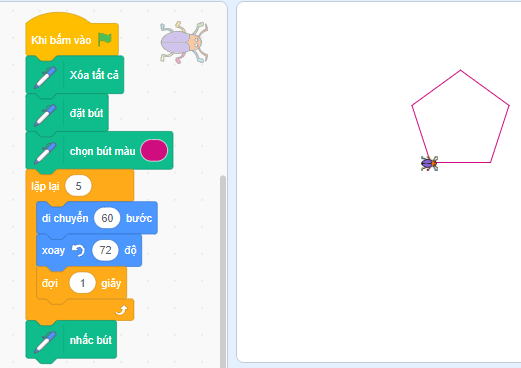 Khi bấm vào
Xóa tất cả
đặt bút
chọn bút màu
lặp lại 5
di chuyển 60 bước
xoay 72 độ
đợi 1 giây
nhấc bút